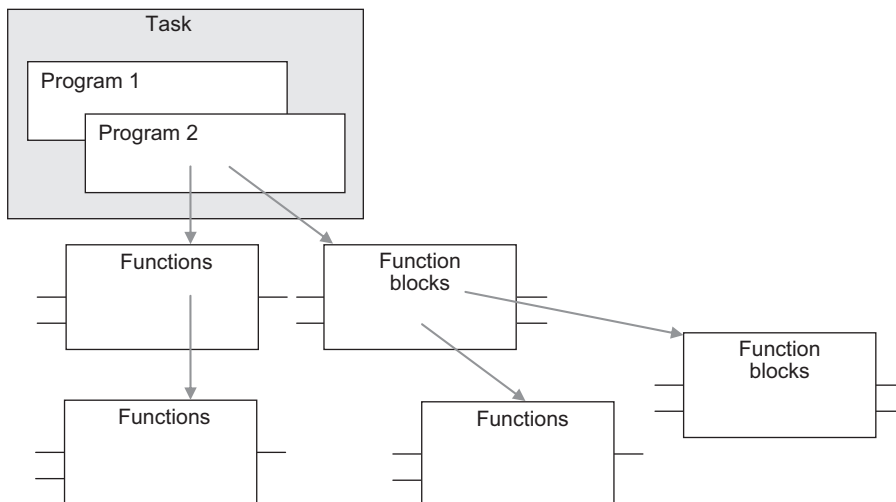 Task
Program 1
Program 2
Functions
Function
blocks
Function
blocks
Functions
Functions